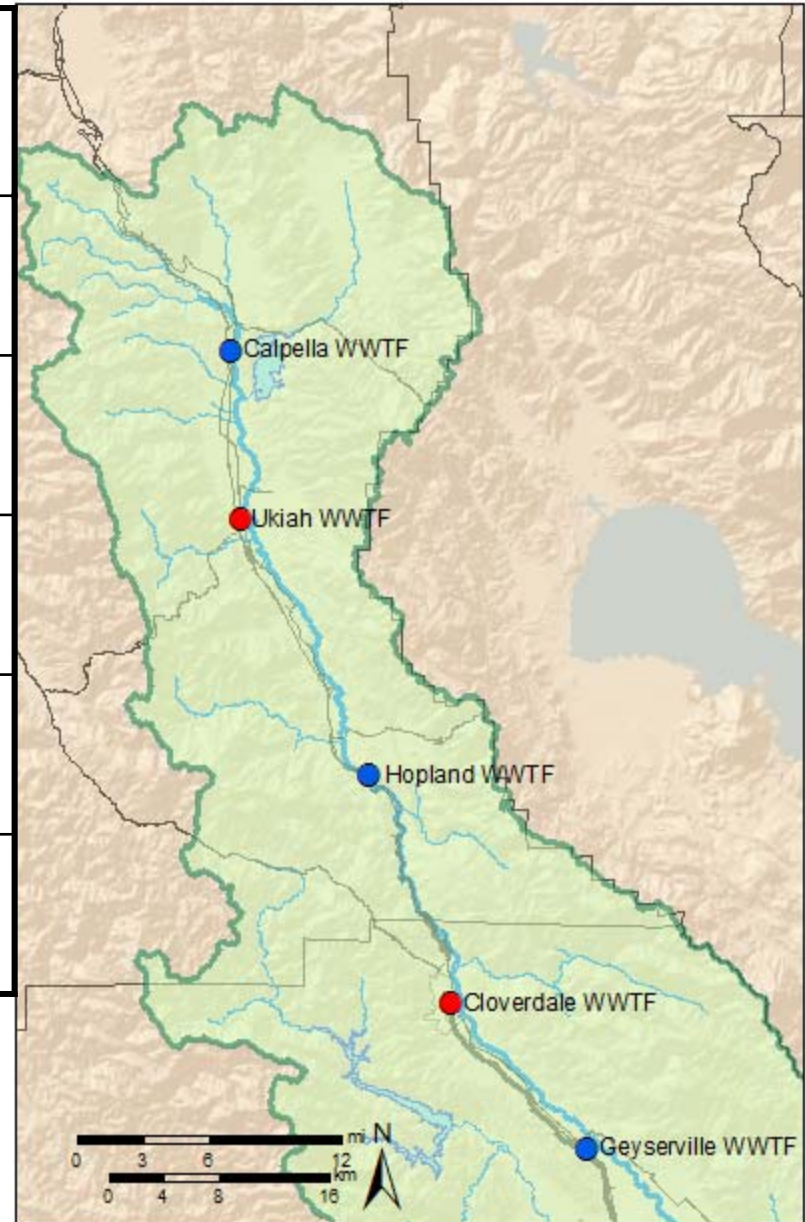 Calpella WWTF
Ukiah WWTF
Hopland WWTF
Cloverdale WWTF
Geyserville WWTF
mi N
0 3 6 12
km
0 4 8 16